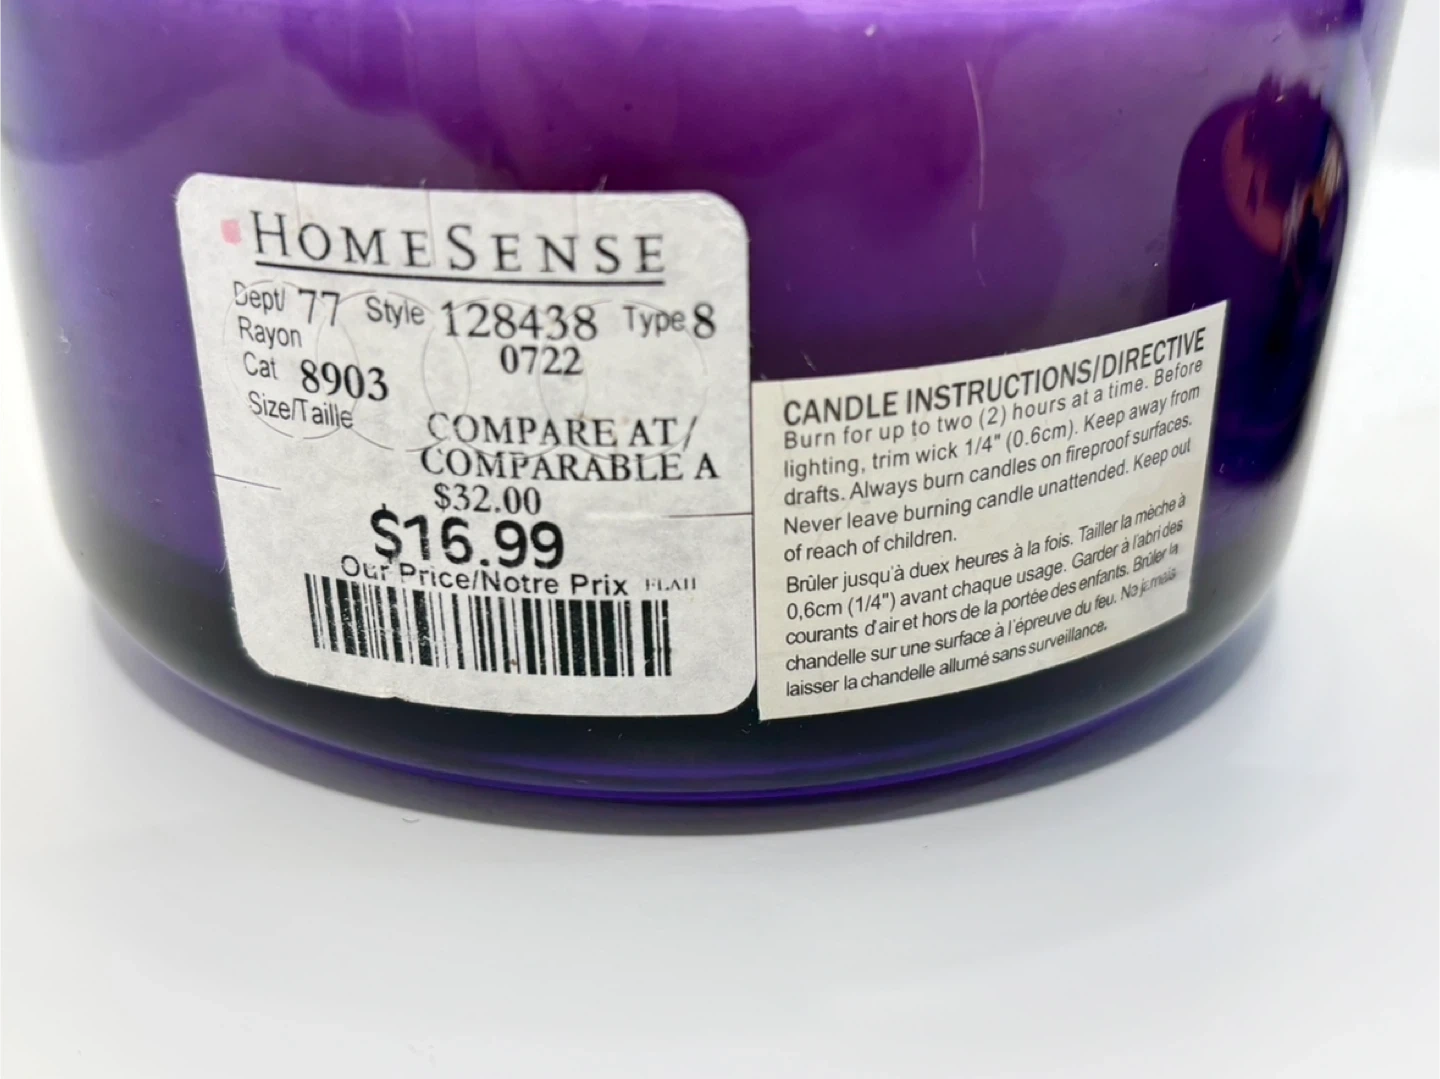 HOMESENSE
Dept/ 77 Style 128438 Type 8
Rayon 0722
Cat 8903
Size/Taille
COMPARE AT/
COMPARABLE A
$32.00
$16.99
Our Price/Notre Prix
CANDLE INSTRUCTIONS/DIRECTIVE
Burn for up to two (2) hours at a time. Before
lighting, trim wick 1/4" (0.6cm). Keep away from
drafts. Always burn candles on fireproof surfaces.
Never leave burning candle unattended. Keep out
of reach of children.
Brûler jusqu'à duex heures à la fois. Tailler la mèche à
0,6cm (1/4") avant chaque usage. Garder à l'abri des
courants d'air et hors de la portée des enfants. Brûler la
chandelle sur une surface à l'épreuve du feu. Ne jamais
laisser la chandelle allumé sans surveillance.